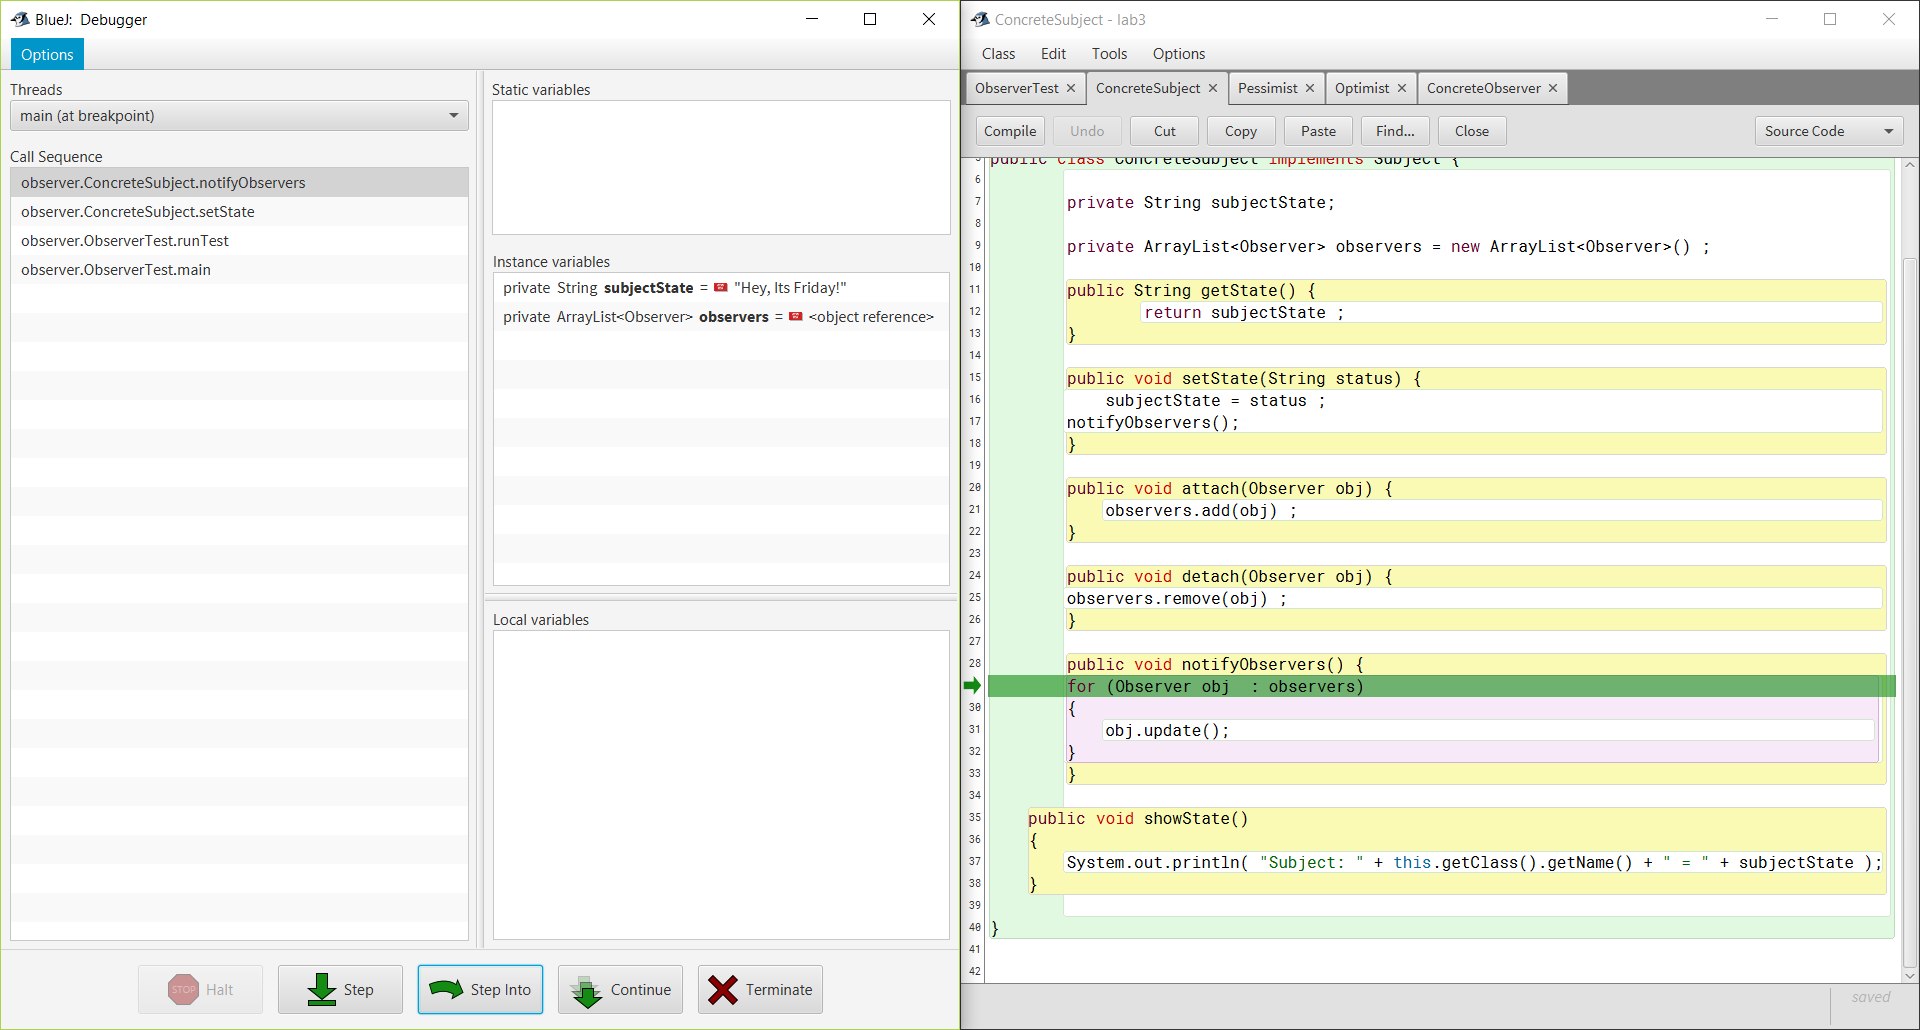 BlueJ: Debugger
Options
Threads
main (at breakpoint)
Call Sequence
observer.ConcreteSubject.notifyObservers
observer.ConcreteSubject.setState
observer.ObserverTest.runTest
observer.ObserverTest.main
Static variables
Instance variables
private String subjectState = "Hey, Its Friday!"
private ArrayList<Observer> observers = <object reference>
Local variables
STOP Halt
Step
Step Into
Continue
Terminate
ConcreteSubject - lab3
Class Edit Tools Options
ObserverTest ConcreteSubject Pessimist Optimist ConcreteObserver
Compile Undo Cut Copy Paste Find... Close Source Code
5 public class ConcreteSubject implements Subject {
6
7 private String subjectState;
8
9 private ArrayList<Observer> observers = new ArrayList<Observer>() ;
10
11 public String getState() {
12 return subjectState ;
13 }
14
15 public void setState(String status) {
16 subjectState = status ;
17 notifyObservers();
18 }
19
20 public void attach(Observer obj) {
21 observers.add(obj) ;
22 }
23
24 public void detach(Observer obj) {
25 observers.remove(obj) ;
26 }
27
28 public void notifyObservers() {
for (Observer obj  : observers)
30 {
31 obj.update();
32 }
33 }
34
35 public void showState()
36 {
37 System.out.println( "Subject: " + this.getClass().getName() + " = " + subjectState );
38 }
39
40 }
41
42
saved